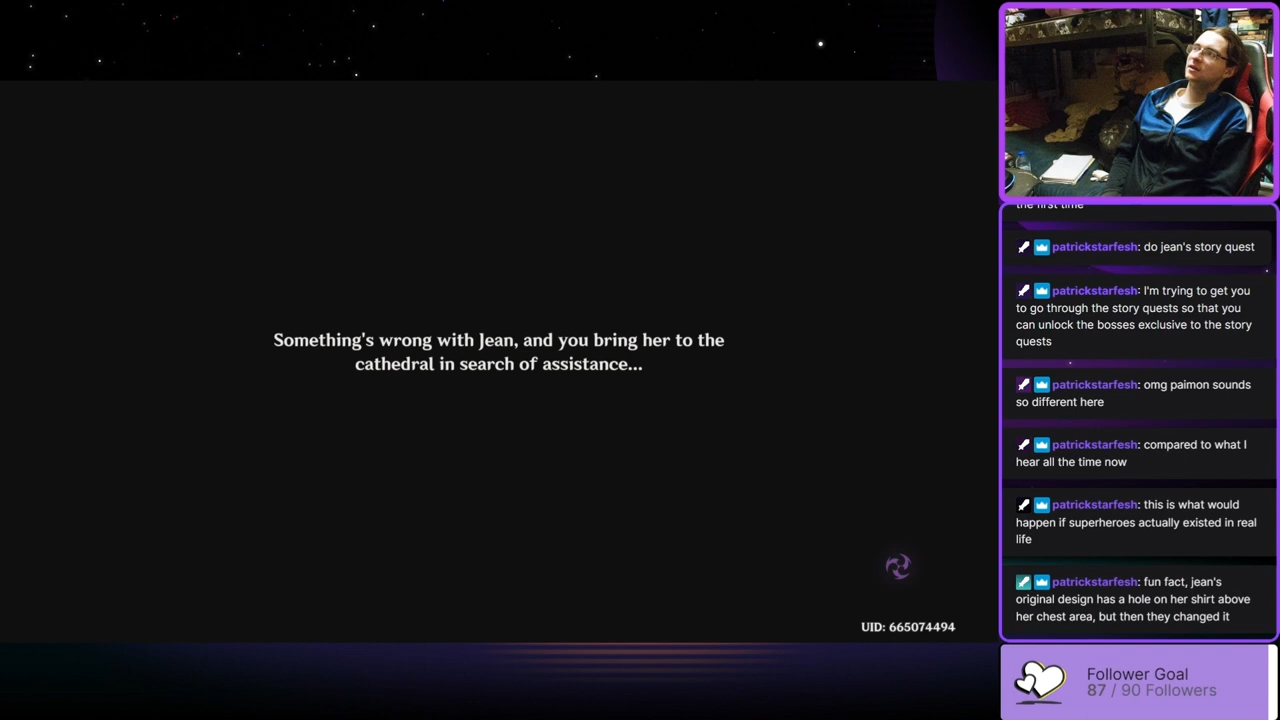 Something's wrong with Jean, and you bring her to the
cathedral in search of assistance...
UID: 665074494
the first time
patrickstarfesh: do jean's story quest
patrickstarfesh: I'm trying to get you
to go through the story quests so that you
can unlock the bosses exclusive to the story
quests
patrickstarfesh: omg paimon sounds
so different here
patrickstarfesh: compared to what I
hear all the time now
patrickstarfesh: this is what would
happen if superheroes actually existed in real
life
patrickstarfesh: fun fact, jean's
original design has a hole on her shirt above
her chest area, but then they changed it
Follower Goal
87 / 90 Followers